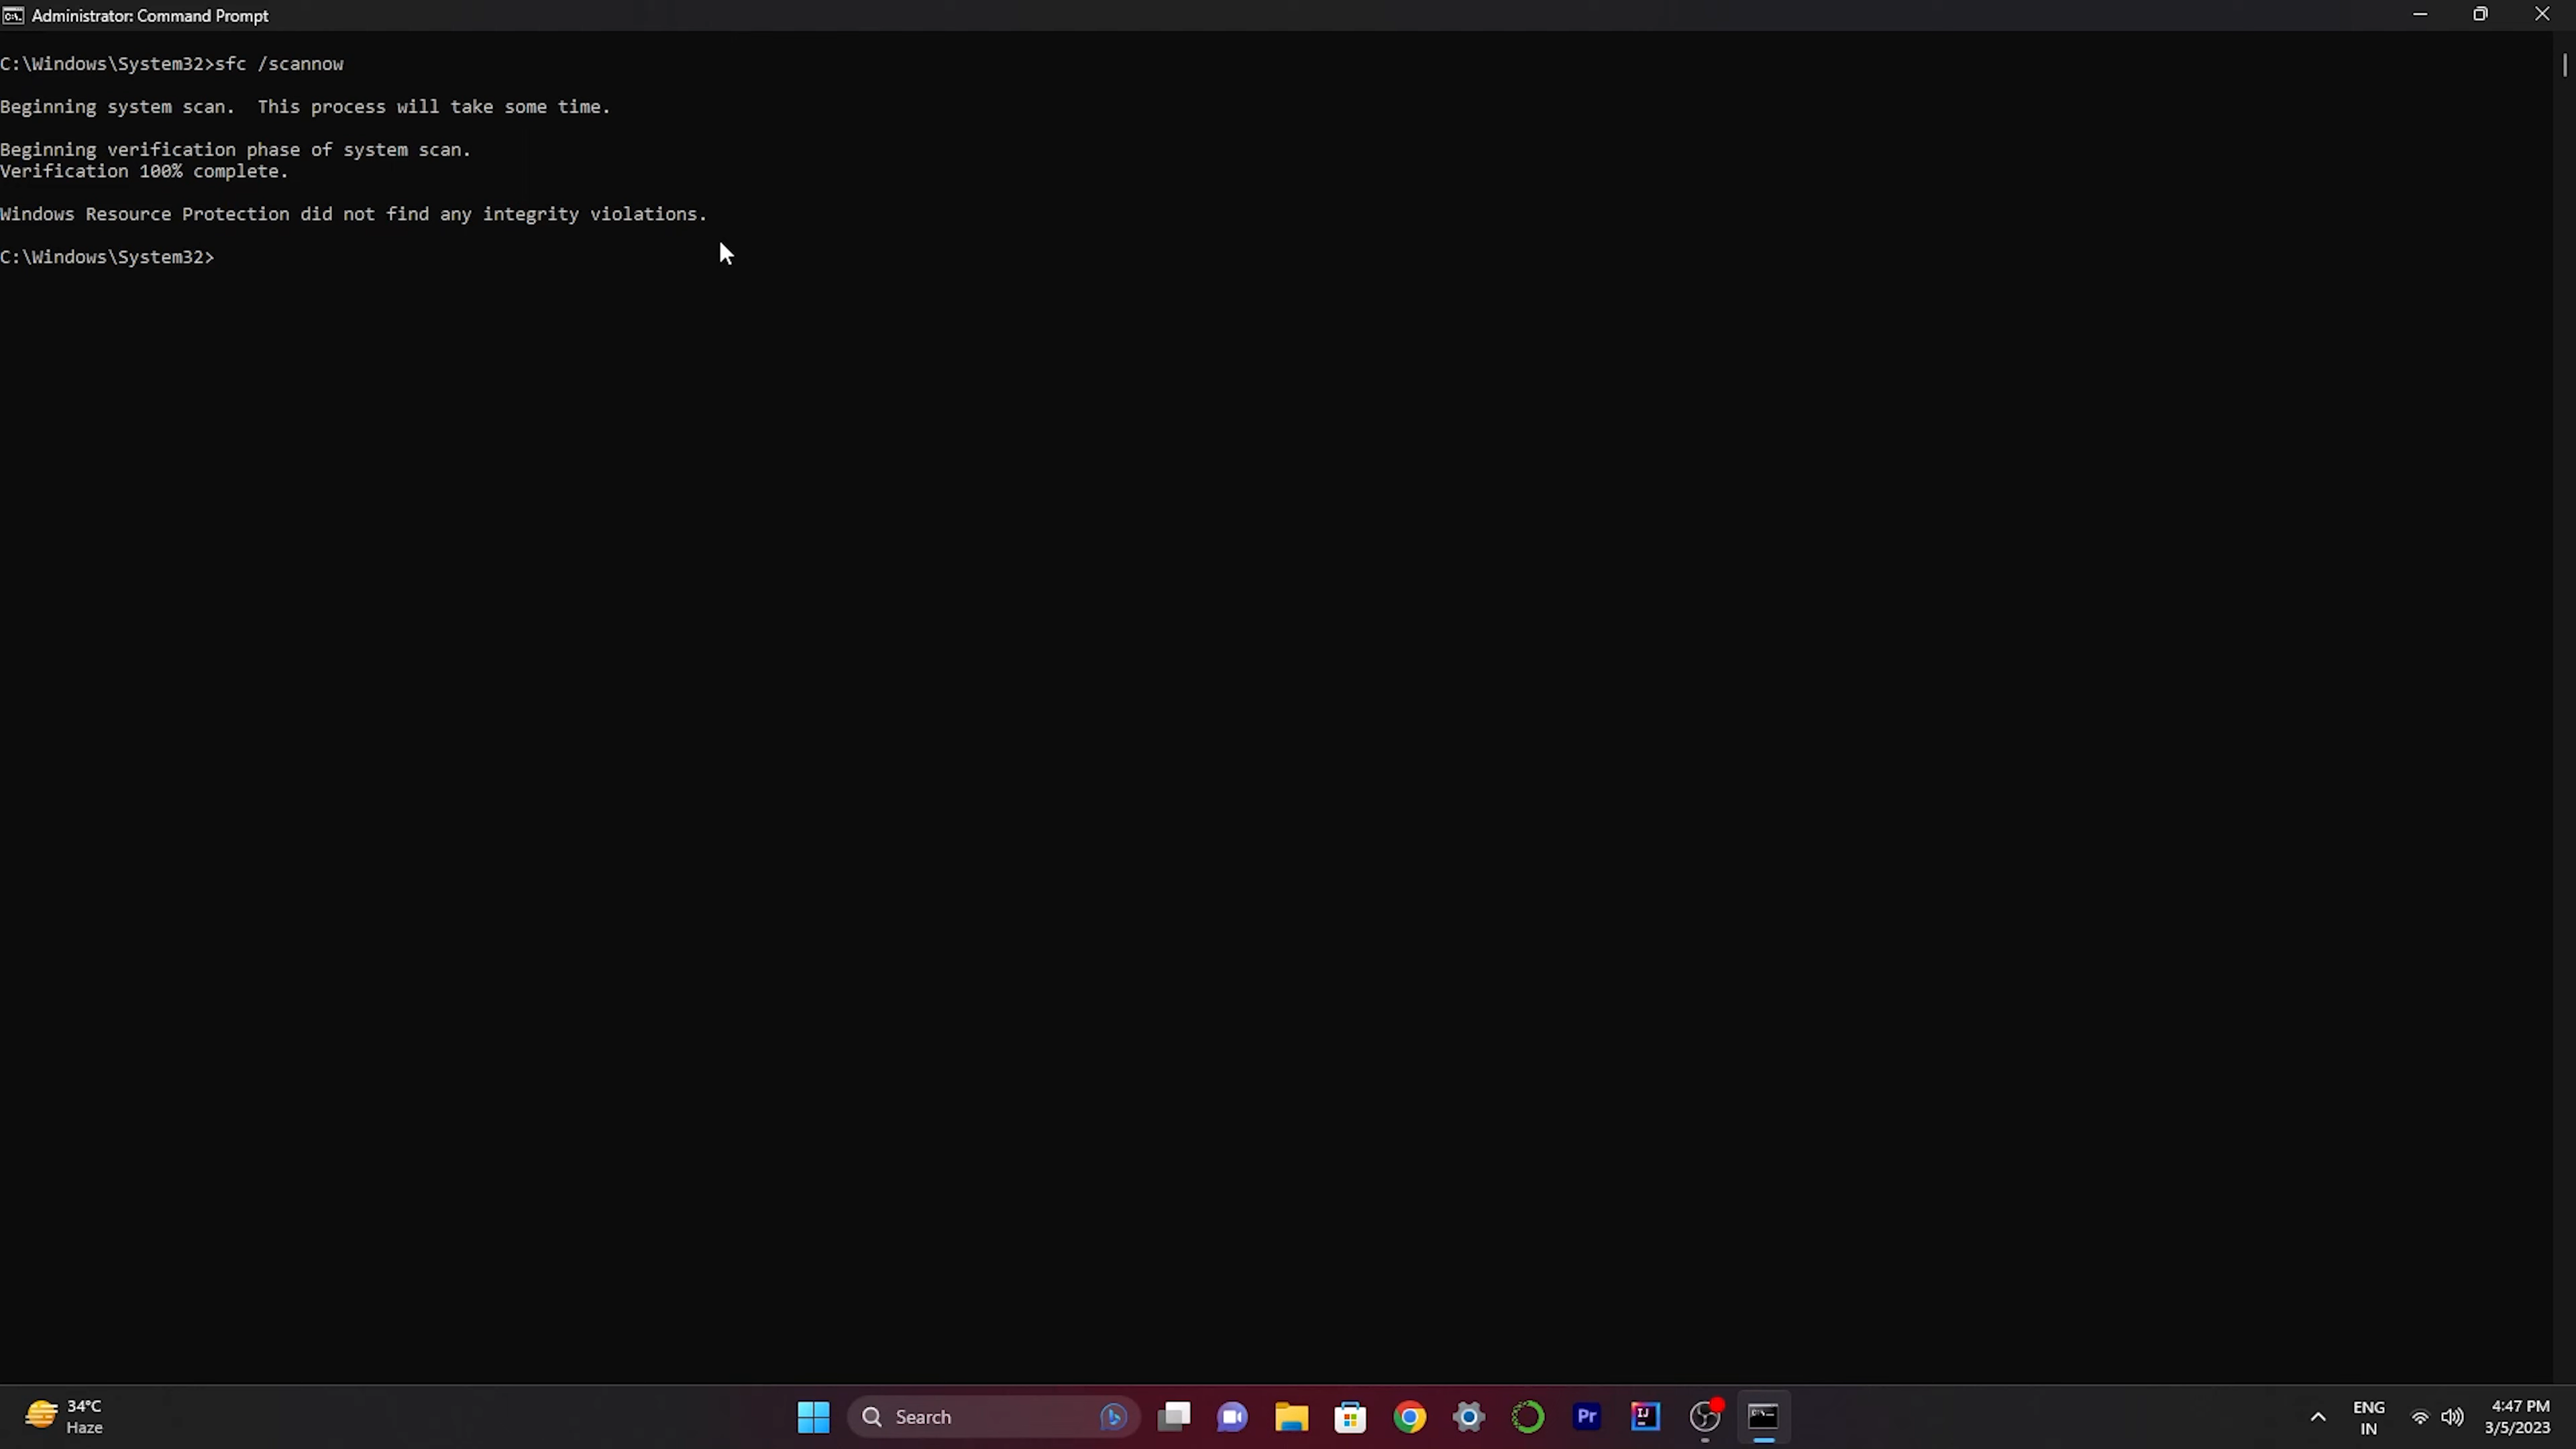 Administrator: Command Prompt
C:\Windows\System32>sfc /scannow
Beginning system scan.  This process will take some time.
Beginning verification phase of system scan.
Verification 100% complete.
Windows Resource Protection did not find any integrity violations.
C:\Windows\System32>
34°C
Haze
Search
Pr
IJ
ENG
IN
4:47 PM
3/5/2023